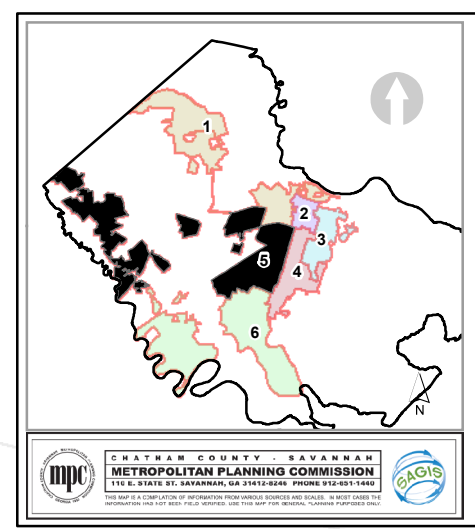 1
2
3
5
4
6
N
CHATHAM COUNTY - SAVANNAH
METROPOLITAN PLANNING COMMISSION
110 E. STATE ST. SAVANNAH, GA 31412-8246 PHONE 912-651-1440
THIS MAP IS A COMPILATION OF INFORMATION FROM VARIOUS SOURCES AND SCALES. IN MOST CASES THE
INFORMATION HAS NOT BEEN FIELD VERIFIED. USE THIS MAP FOR GENERAL PLANNING PURPOSES ONLY.
mpc
SAGIS